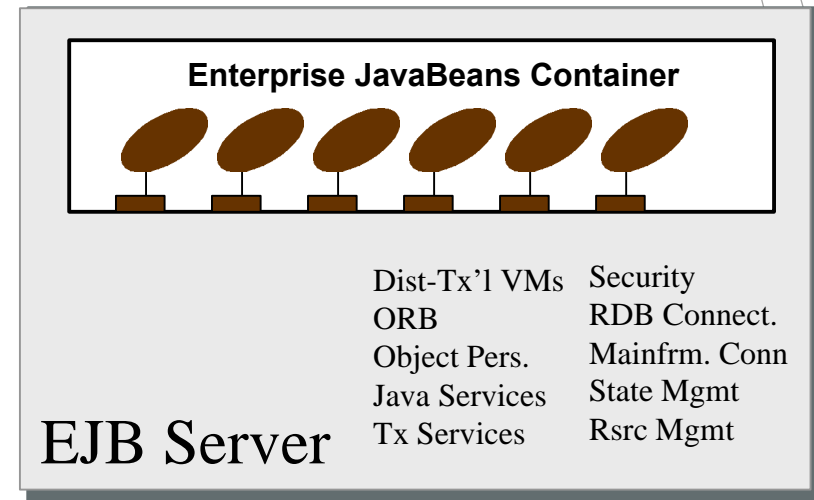 Enterprise JavaBeans Container
Dist-Tx'l VMs
ORB
Object Pers.
Java Services
Tx Services
Security
RDB Connect.
Mainfrm. Conn
State Mgmt
Rsrc Mgmt
EJB Server